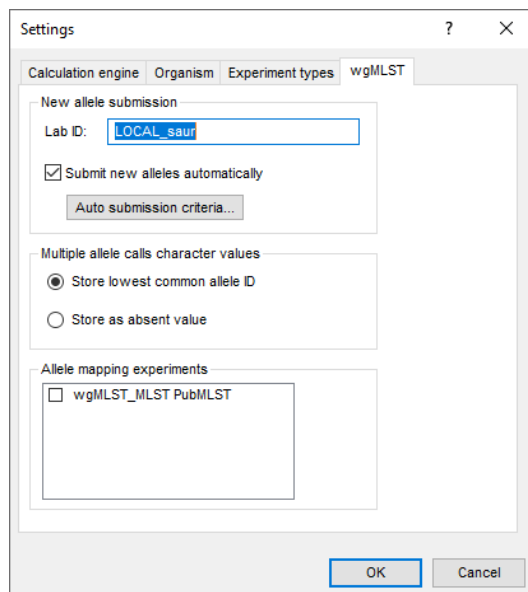 Settings
?
Calculation engine Organism Experiment types wgMLST
New allele submission
Lab ID: LOCAL_saur
Submit new alleles automatically
Auto submission criteria...
Multiple allele calls character values
Store lowest common allele ID
Store as absent value
Allele mapping experiments
wgMLST_MLST PubMLST
OK Cancel